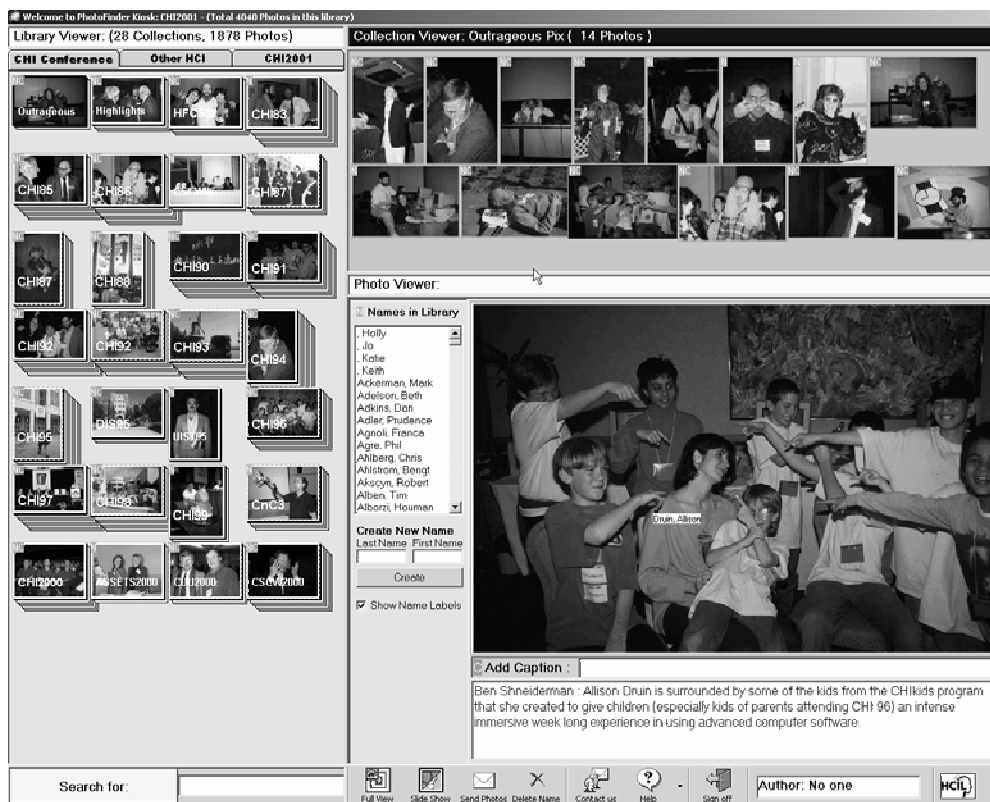 Welcome to PhotoFinder Kiosk: CHI2001 - (Total 4040 Photos in this library)
Library Viewer: (28 Collections, 1878 Photos)
Collection Viewer: Outrageous Pix ( 14 Photos )
CHI Conference
Other HCI
CHI2001
Outrageous
Highlights
CHI83
CHI85
CHI86
CHI87
CHI88
CHI90
CHI91
CHI92
CHI92
CHI93
CHI94
CHI95
DIS95
UIST95
CHI96
CHI97
CHI98
CHI99
CnC3
CHI2000
ASSETS2000
CUU2000
CSCW2000
Photo Viewer:
Names in Library
, Holly
, Jo
, Katie
, Keith
Ackerman, Mark
Adelson, Beth
Adkins, Dan
Adler, Prudence
Agnoli, Franca
Agre, Phil
Ahlberg, Chris
Ahlstrom, Bengt
Akscyn, Robert
Alben, Tim
Alborzi, Houman
Create New Name
Last Name First Name
Create
Show Name Labels
Druin, Allison
Add Caption :
Ben Shneiderman : Allison Druin is surrounded by some of the kids from the CHIkids program
that she created to give children (especially kids of parents attending CHI 96) an intense
immersive week long experience in using advanced computer software.
Search for:
Full View
Slide Show
Send Photos
Delete Name
Contact us
Help
Sign off
Author: No one
HCIL